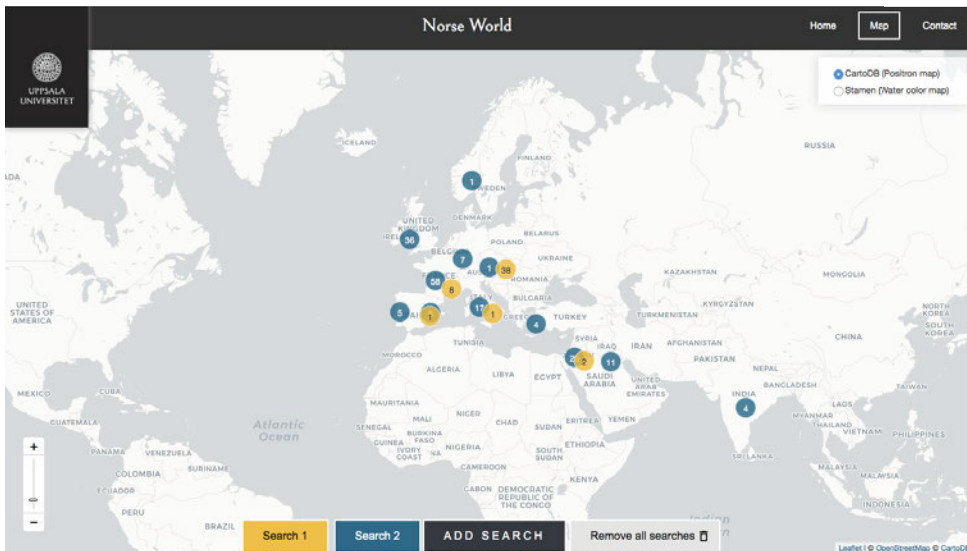 Norse World
Home
Map
Contact
UPPSALA
UNIVERSITET
CartoDB (Positron map)
Stamen (Water color map)
ICELAND
RUSSIA
FINLAND
SWEDEN
1
UNITED
KINGDOM
DENMARK
36
BELARUS
POLAND
7
UKRAINE
1
38
KAZAKHSTAN
MONGOLIA
58
8
ROMANIA
BULGARIA
UNITED
STATES OF
AMERICA
5
1
1
4
TURKEY
KYRGYZSTAN
TURKMENISTAN
NORTH
KOREA
SOUTH
KOREA
TUNISIA
SYRIA
IRAQ
IRAN
AFGHANISTAN
CHINA
MOROCCO
2
11
PAKISTAN
ALGERIA
LIBYA
EGYPT
SAUDI
ARABIA
UNITED
ARAB
EMIRATES
NEPAL
BANGLADESH
TAIWAN
MEXICO
CUBA
INDIA
4
MAURITANIA
MYANMAR
LAOS
THAILAND
VIETNAM
PHILIPPINES
GUATEMALA
Atlantic
Ocean
SENEGAL
MALI
NIGER
CHAD
SUDAN
ERITREA
YEMEN
GUINEA
BURKINA
FASO
IVORY
COAST
NIGERIA
SOUTH
SUDAN
ETHIOPIA
SRI LANKA
PANAMA
VENEZUELA
CAMEROON
MALAYSIA
MALAYSIA
COLOMBIA
SURINAME
KENYA
ECUADOR
GABON
DEMOCRATIC
REPUBLIC OF
THE CONGO
INDONESIA
PERU
BRAZIL
+
−
Search 1
Search 2
ADD SEARCH
Remove all searches
Indian
Leaflet | © OpenStreetMap © CartoDB